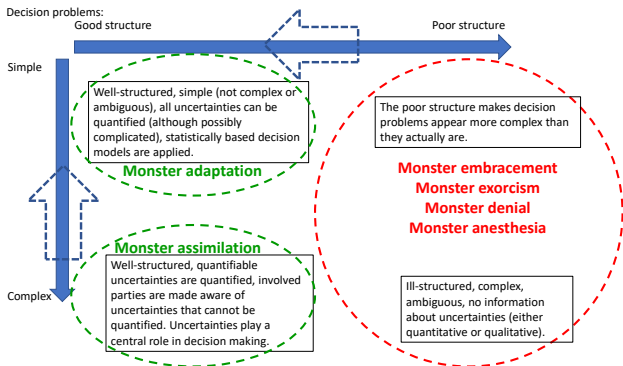 Decision problems:
Good structure
Poor structure
Simple
Well-structured, simple (not complex or
ambiguous), all uncertainties can be
quantified (although possibly
complicated), statistically based decision
models are applied.
Monster adaptation
The poor structure makes decision
problems appear more complex than
they actually are.
Monster embracement
Monster exorcism
Monster denial
Monster anesthesia
Monster assimilation
Well-structured, quantifiable
uncertainties are quantified, involved
parties are made aware of
uncertainties that cannot be
quantified. Uncertainties play a
central role in decision making.
Complex
Ill-structured, complex,
ambiguous, no information
about uncertainties (either
quantitative or qualitative).